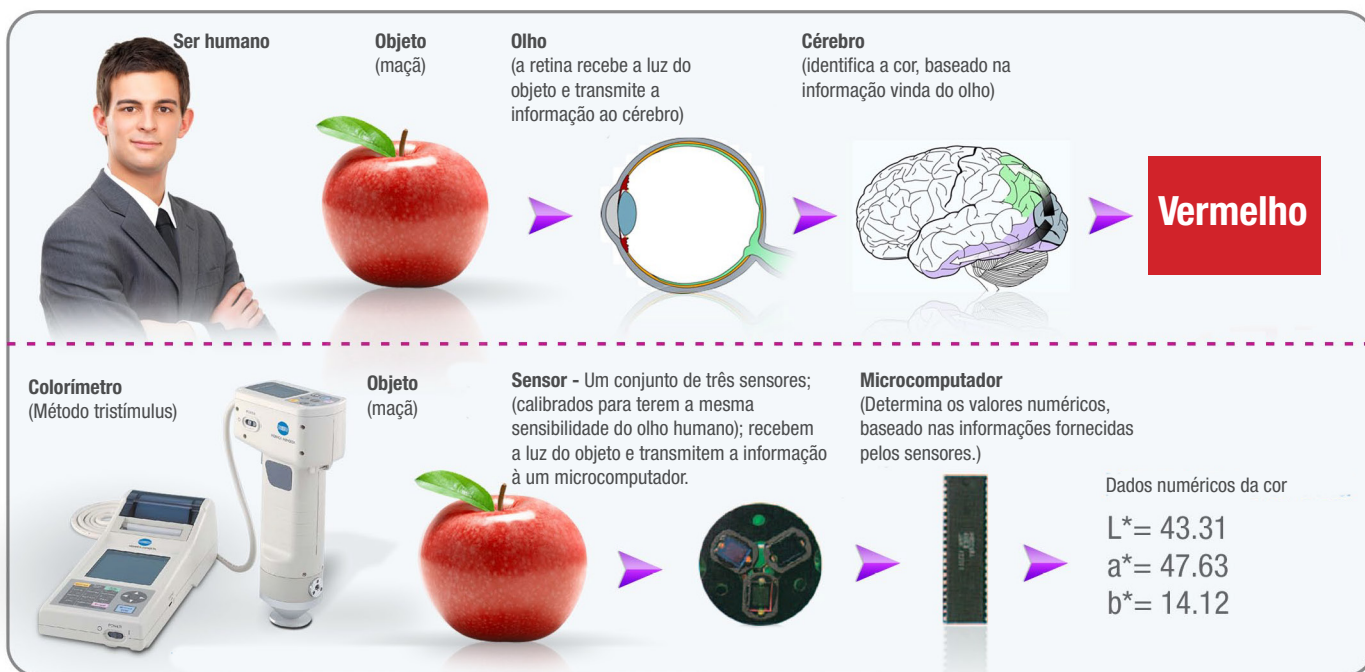 Ser humano
Objeto
(maçã)
Olho
(a retina recebe a luz do
objeto e transmite a
informação ao cérebro)
Cérebro
(identifica a cor, baseado na
informação vinda do olho)
Vermelho
Colorímetro
(Método tristímulus)
Objeto
(maçã)
Sensor - Um conjunto de três sensores;
(calibrados para terem a mesma
sensibilidade do olho humano); recebem
a luz do objeto e transmitem a informação
à um microcomputador.
Microcomputador
(Determina os valores numéricos,
baseado nas informações fornecidas
pelos sensores.)
Dados numéricos da cor
L*= 43.31
a*= 47.63
b*= 14.12